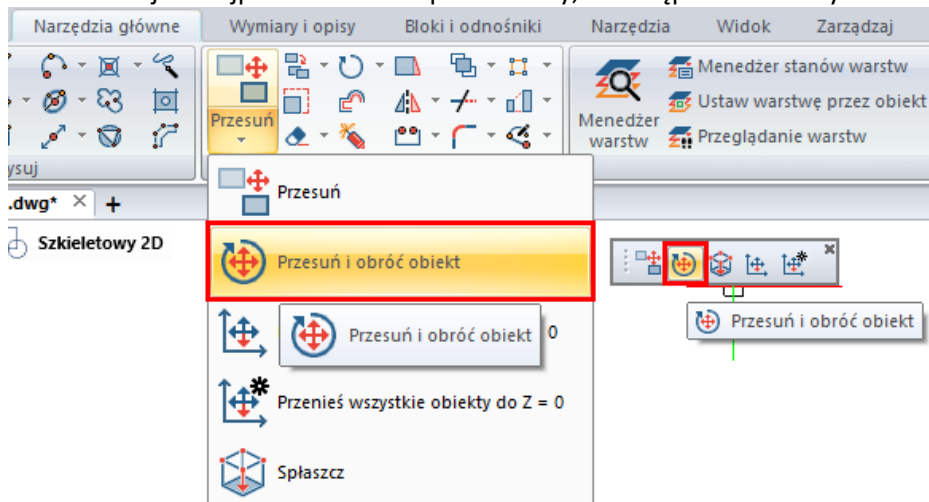 Narzędzia główne Wymiary i opisy Bloki i odnośniki Narzędzia Widok Zarządzaj
Menedżer stanów warstw
Ustaw warstwę przez obiekt
Przeglądanie warstw
Przesuń
Menedżer
warstw
ysuj
.dwg*
Szkieletowy 2D
Przesuń
Przesuń i obróć obiekt
Przesuń i obróć obiekt
0
Przenieś wszystkie obiekty do Z = 0
Spłaszcz
Przesuń i obróć obiekt